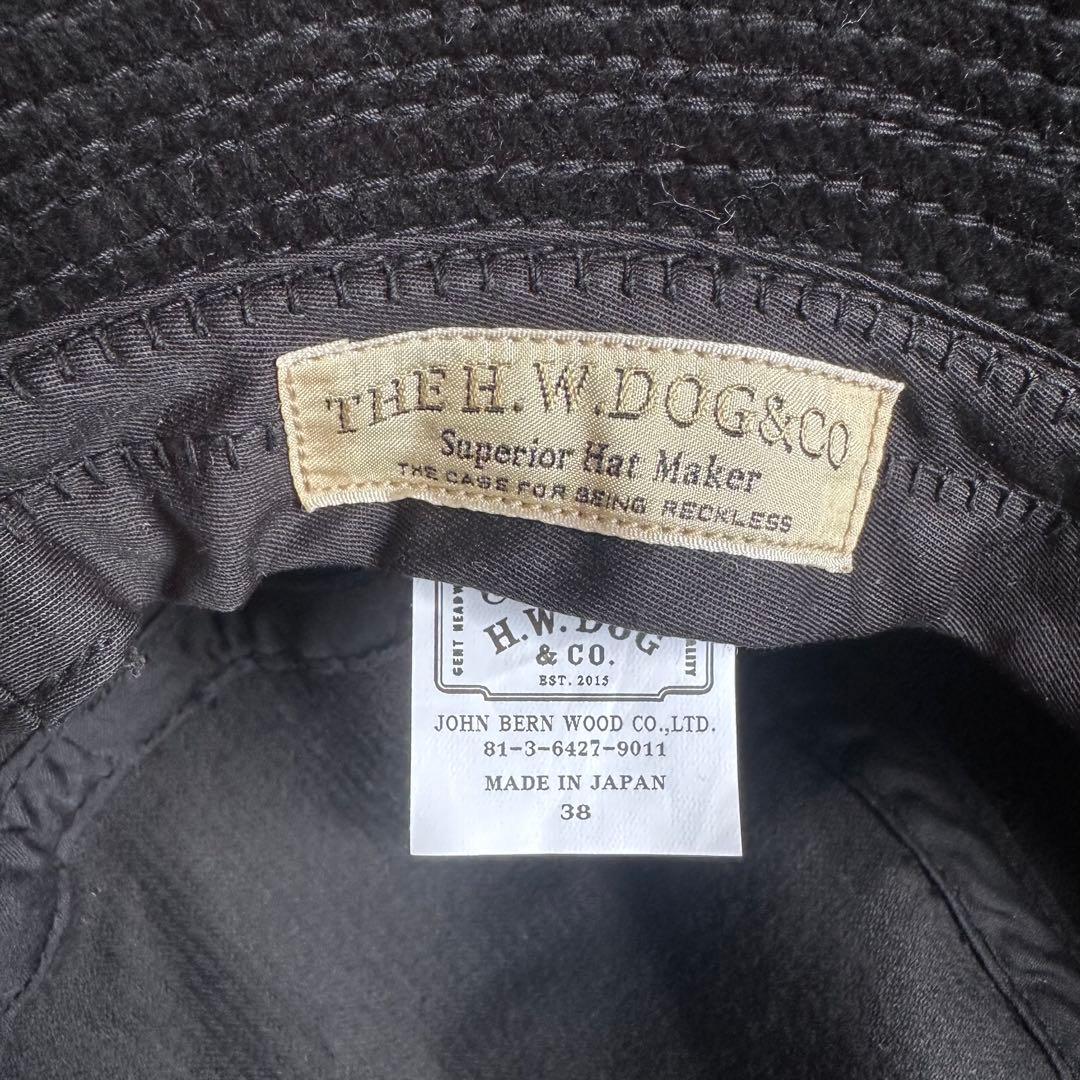 THE H.W.DOG&CO
Superior Hat Maker
THE CASE FOR BEING RECKLESS
H.W.DOG
& CO.
EST. 2015
JOHN BERN WOOD CO.,LTD.
81-3-6427-9011
MADE IN JAPAN
38